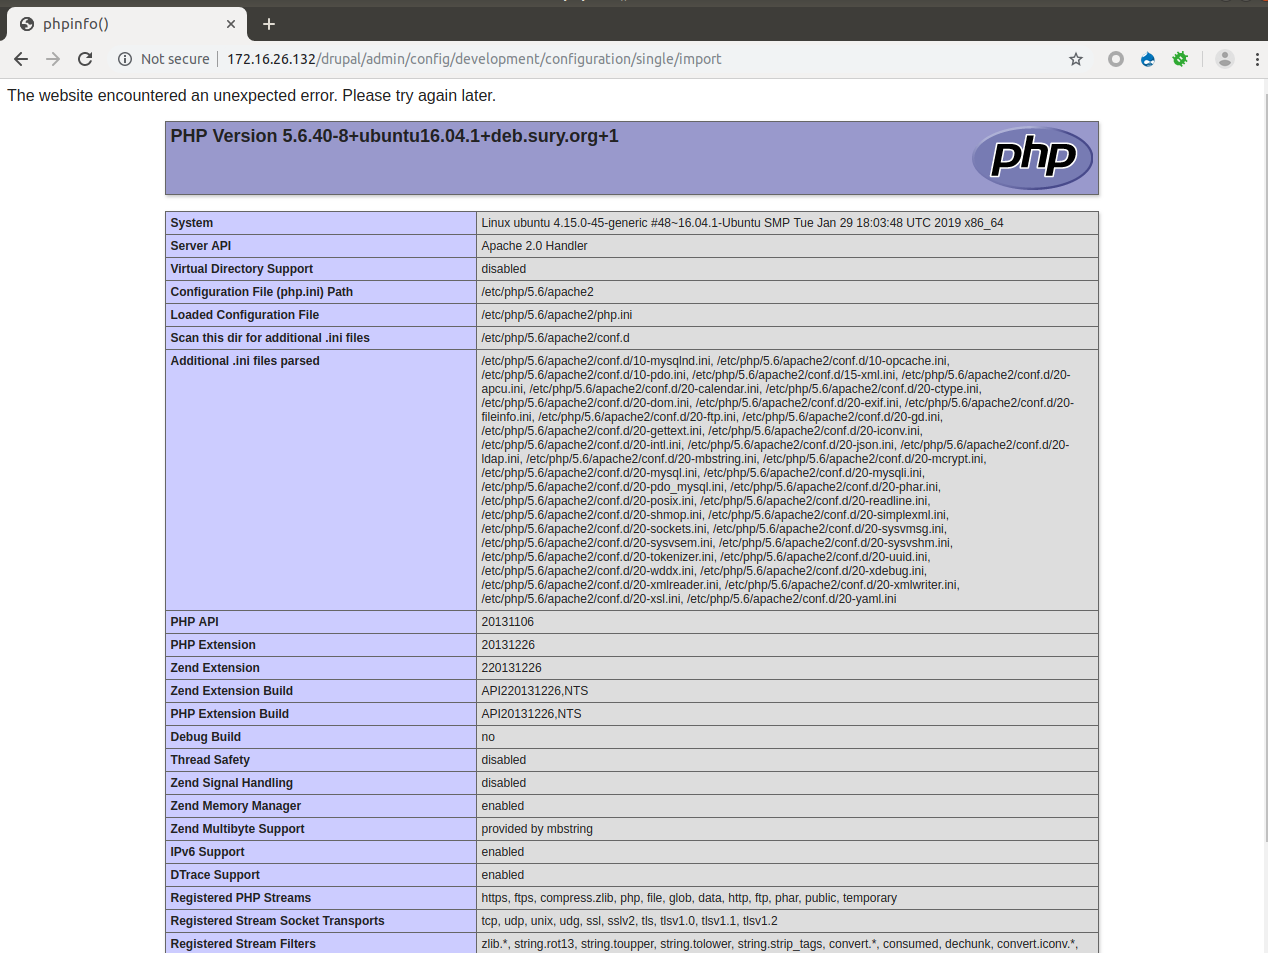 phpinfo()
Not secure | 172.16.26.132/drupal/admin/config/development/configuration/single/import
The website encountered an unexpected error. Please try again later.
PHP Version 5.6.40-8+ubuntu16.04.1+deb.sury.org+1
php
System Linux ubuntu 4.15.0-45-generic #48~16.04.1-Ubuntu SMP Tue Jan 29 18:03:48 UTC 2019 x86_64
Server API Apache 2.0 Handler
Virtual Directory Support disabled
Configuration File (php.ini) Path /etc/php/5.6/apache2
Loaded Configuration File /etc/php/5.6/apache2/php.ini
Scan this dir for additional .ini files /etc/php/5.6/apache2/conf.d
Additional .ini files parsed /etc/php/5.6/apache2/conf.d/10-mysqlnd.ini, /etc/php/5.6/apache2/conf.d/10-opcache.ini,
/etc/php/5.6/apache2/conf.d/10-pdo.ini, /etc/php/5.6/apache2/conf.d/15-xml.ini, /etc/php/5.6/apache2/conf.d/20-
apcu.ini, /etc/php/5.6/apache2/conf.d/20-calendar.ini, /etc/php/5.6/apache2/conf.d/20-ctype.ini,
/etc/php/5.6/apache2/conf.d/20-dom.ini, /etc/php/5.6/apache2/conf.d/20-exif.ini, /etc/php/5.6/apache2/conf.d/20-
fileinfo.ini, /etc/php/5.6/apache2/conf.d/20-ftp.ini, /etc/php/5.6/apache2/conf.d/20-gd.ini,
/etc/php/5.6/apache2/conf.d/20-gettext.ini, /etc/php/5.6/apache2/conf.d/20-iconv.ini,
/etc/php/5.6/apache2/conf.d/20-intl.ini, /etc/php/5.6/apache2/conf.d/20-json.ini, /etc/php/5.6/apache2/conf.d/20-
ldap.ini, /etc/php/5.6/apache2/conf.d/20-mbstring.ini, /etc/php/5.6/apache2/conf.d/20-mcrypt.ini,
/etc/php/5.6/apache2/conf.d/20-mysql.ini, /etc/php/5.6/apache2/conf.d/20-mysqli.ini,
/etc/php/5.6/apache2/conf.d/20-pdo_mysql.ini, /etc/php/5.6/apache2/conf.d/20-phar.ini,
/etc/php/5.6/apache2/conf.d/20-posix.ini, /etc/php/5.6/apache2/conf.d/20-readline.ini,
/etc/php/5.6/apache2/conf.d/20-shmop.ini, /etc/php/5.6/apache2/conf.d/20-simplexml.ini,
/etc/php/5.6/apache2/conf.d/20-sockets.ini, /etc/php/5.6/apache2/conf.d/20-sysvmsg.ini,
/etc/php/5.6/apache2/conf.d/20-sysvsem.ini, /etc/php/5.6/apache2/conf.d/20-sysvshm.ini,
/etc/php/5.6/apache2/conf.d/20-tokenizer.ini, /etc/php/5.6/apache2/conf.d/20-uuid.ini,
/etc/php/5.6/apache2/conf.d/20-wddx.ini, /etc/php/5.6/apache2/conf.d/20-xdebug.ini,
/etc/php/5.6/apache2/conf.d/20-xmlreader.ini, /etc/php/5.6/apache2/conf.d/20-xmlwriter.ini,
/etc/php/5.6/apache2/conf.d/20-xsl.ini, /etc/php/5.6/apache2/conf.d/20-yaml.ini
PHP API 20131106
PHP Extension 20131226
Zend Extension 220131226
Zend Extension Build API220131226,NTS
PHP Extension Build API20131226,NTS
Debug Build no
Thread Safety disabled
Zend Signal Handling disabled
Zend Memory Manager enabled
Zend Multibyte Support provided by mbstring
IPv6 Support enabled
DTrace Support enabled
Registered PHP Streams https, ftps, compress.zlib, php, file, glob, data, http, ftp, phar, public, temporary
Registered Stream Socket Transports tcp, udp, unix, udg, ssl, sslv2, tls, tlsv1.0, tlsv1.1, tlsv1.2
Registered Stream Filters zlib.*, string.rot13, string.toupper, string.tolower, string.strip_tags, convert.*, consumed, dechunk, convert.iconv.*,